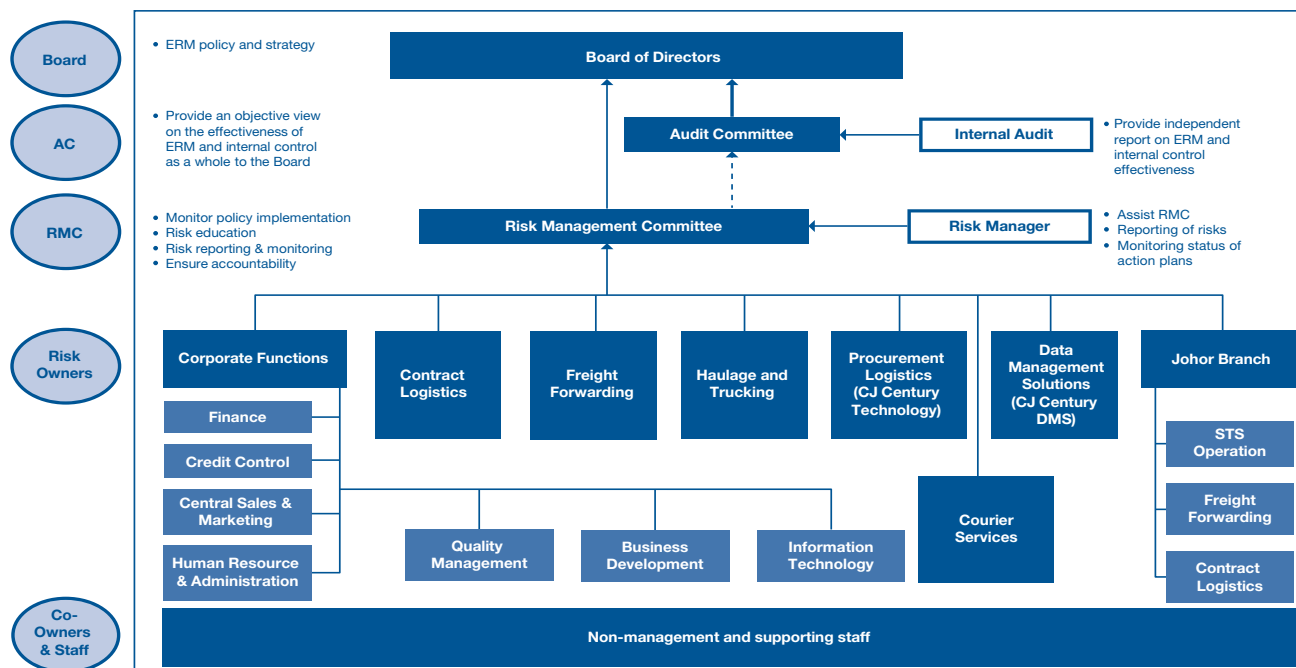 Board
• ERM policy and strategy
Board of Directors
AC
• Provide an objective view
on the effectiveness of
ERM and internal control
as a whole to the Board
Audit Committee
Internal Audit
• Provide independent
report on ERM and
internal control
effectiveness
RMC
• Monitor policy implementation
• Risk education
• Risk reporting & monitoring
• Ensure accountability
Risk Management Committee
Risk Manager
• Assist RMC
• Reporting of risks
• Monitoring status of
action plans
Risk
Owners
Corporate Functions
Contract
Logistics
Freight
Forwarding
Haulage and
Trucking
Procurement
Logistics
(CJ Century
Technology)
Data
Management
Solutions
(CJ Century
DMS)
Johor Branch
Finance
Credit Control
Central Sales &
Marketing
Human Resource
& Administration
Quality
Management
Business
Development
Information
Technology
Courier
Services
STS
Operation
Freight
Forwarding
Contract
Logistics
Co-
Owners
& Staff
Non-management and supporting staff